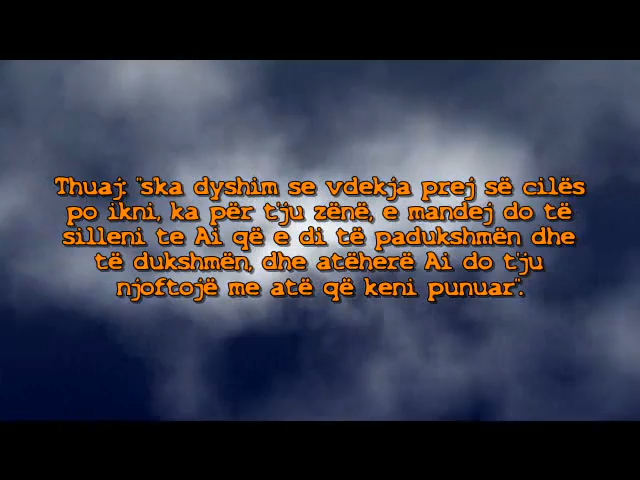 Thuaj: "ska dyshim se vdekja prej së cilës
po ikni, ka për t'ju zënë, e mandej do të
silleni te Ai që e di të padukshmën dhe
të dukshmën, dhe atëherë Ai do t'ju
njoftojë me atë që keni punuar".